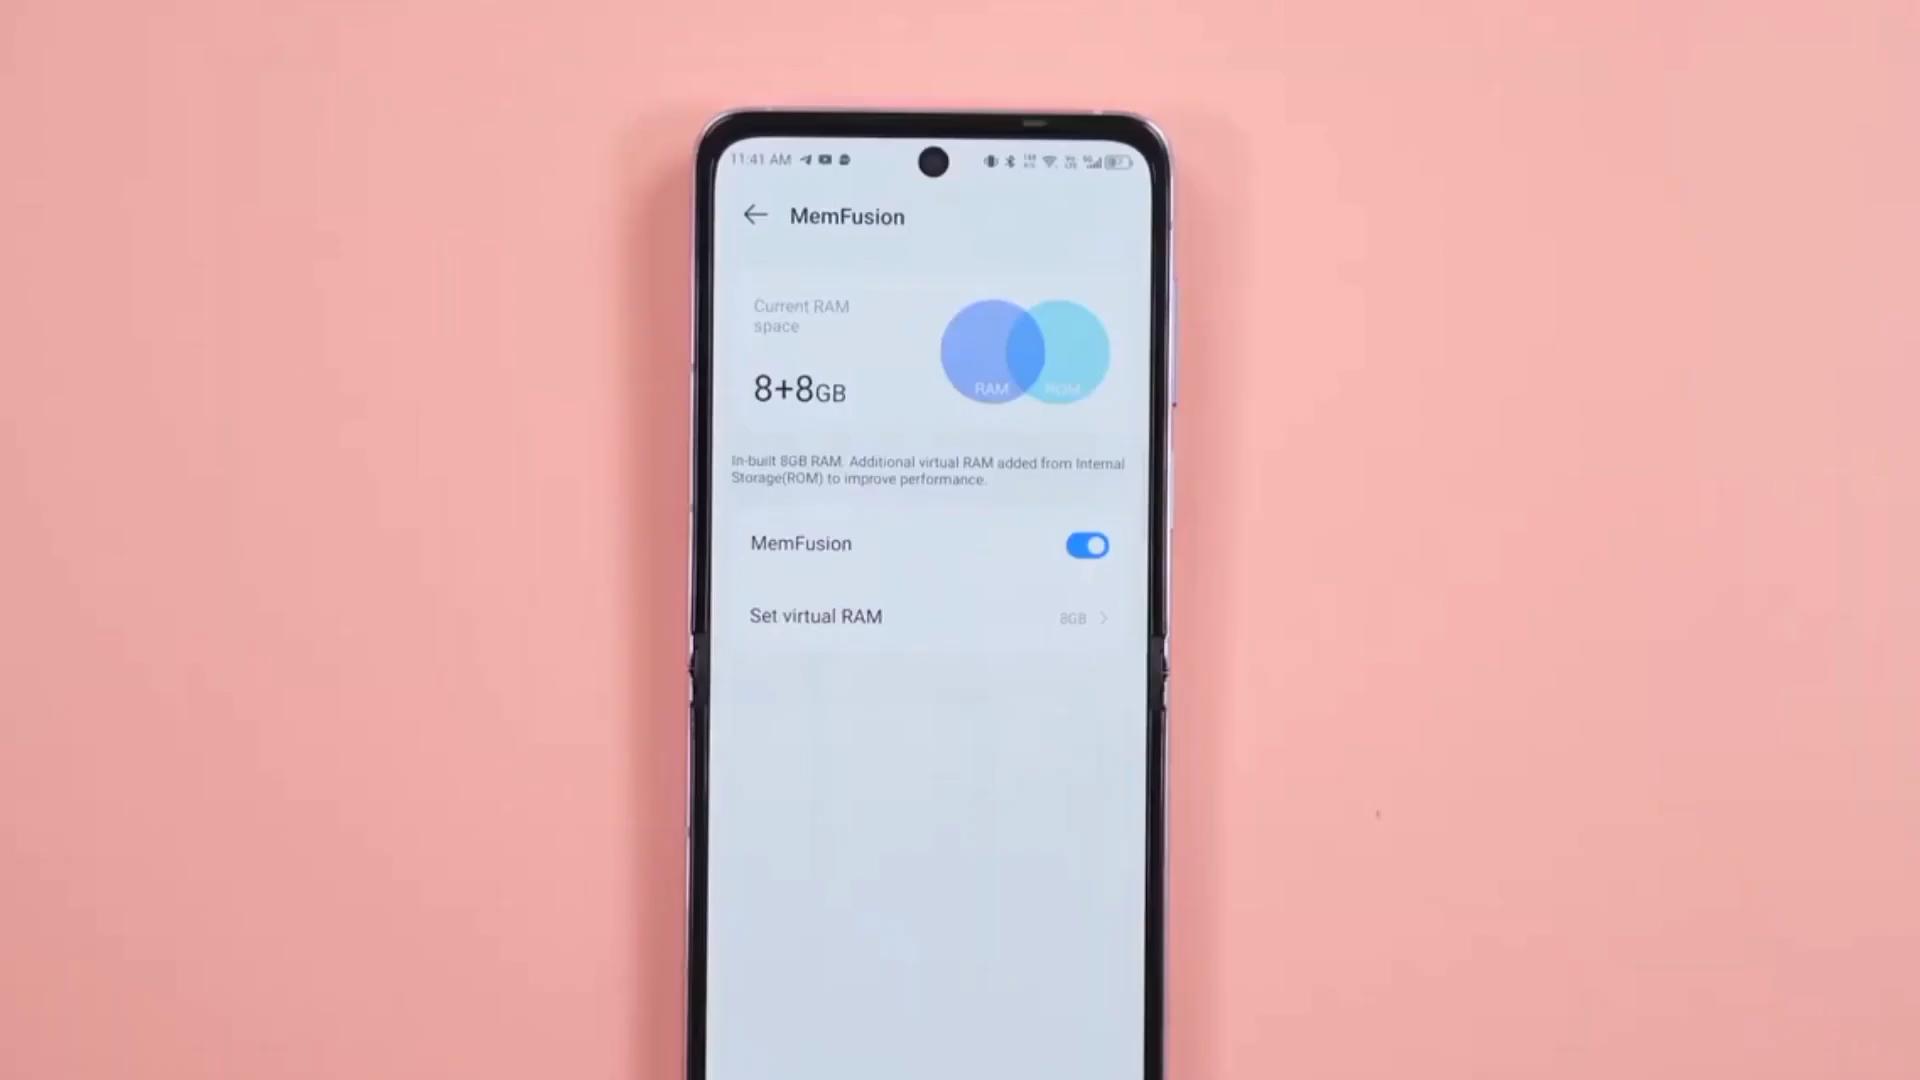 11:41 AM
MemFusion
Current RAM
space
8+8GB
RAM ROM
In-built 8GB RAM. Additional virtual RAM added from Internal
Storage(ROM) to improve performance.
MemFusion
Set virtual RAM 8GB